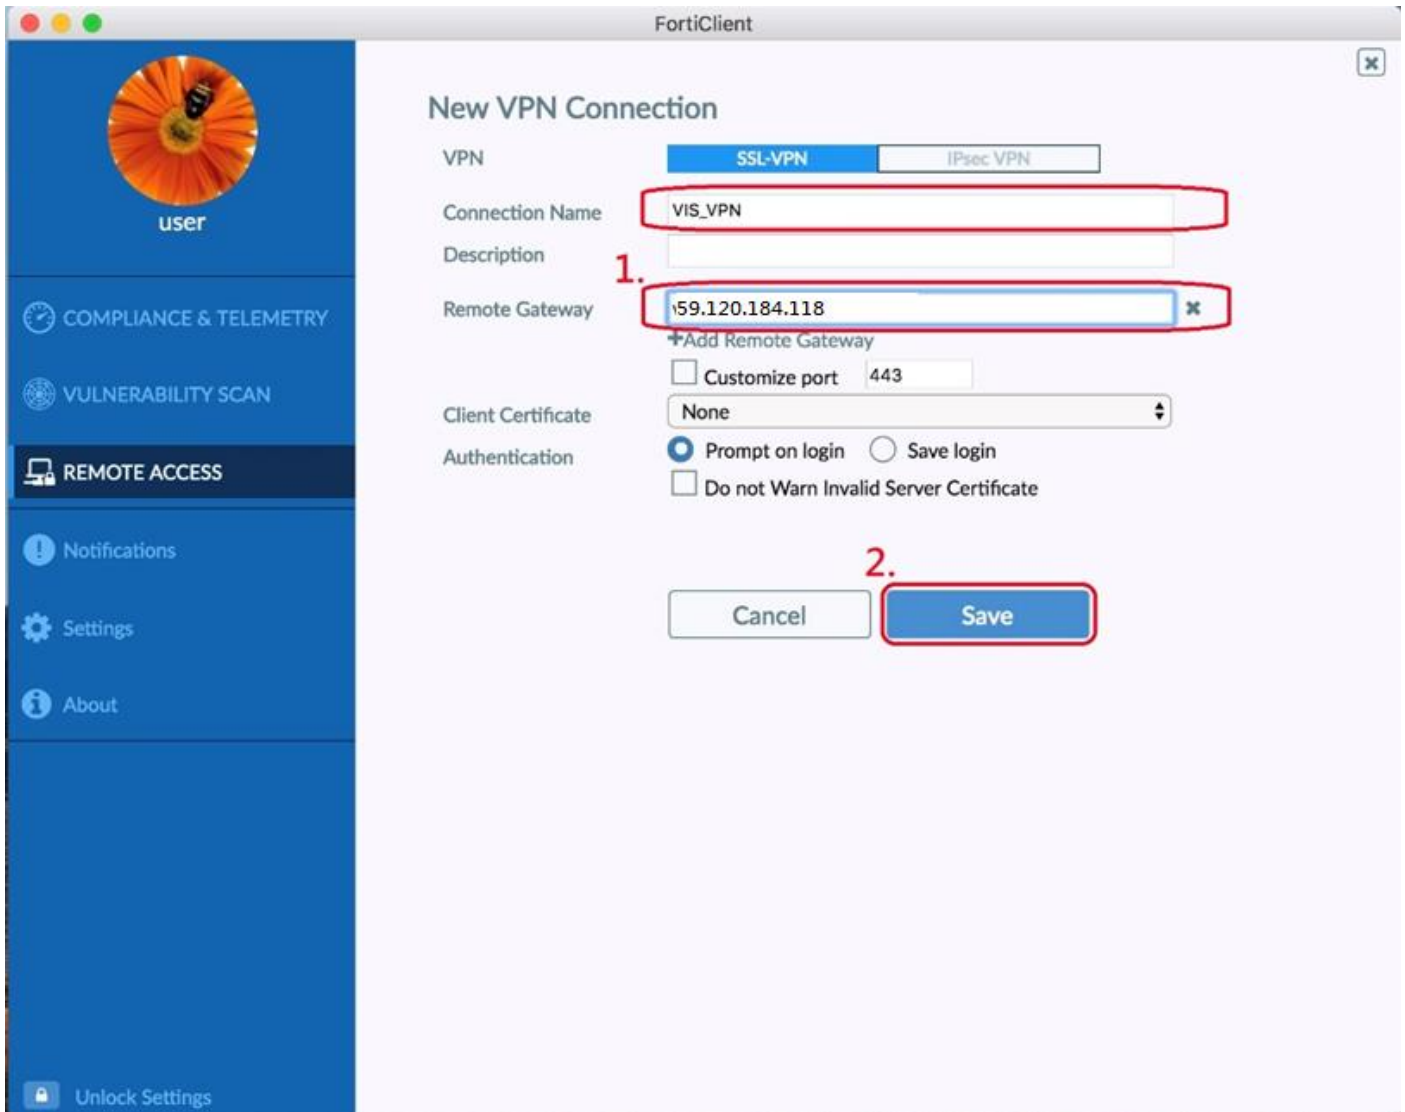 FortiClient
user
COMPLIANCE & TELEMETRY
VULNERABILITY SCAN
REMOTE ACCESS
Notifications
Settings
About
Unlock Settings
New VPN Connection
VPN SSL-VPN IPsec VPN
Connection Name VIS_VPN
Description
1.
Remote Gateway 59.120.184.118
+Add Remote Gateway
Customize port 443
Client Certificate None
Authentication Prompt on login Save login
Do not Warn Invalid Server Certificate
2.
Cancel Save